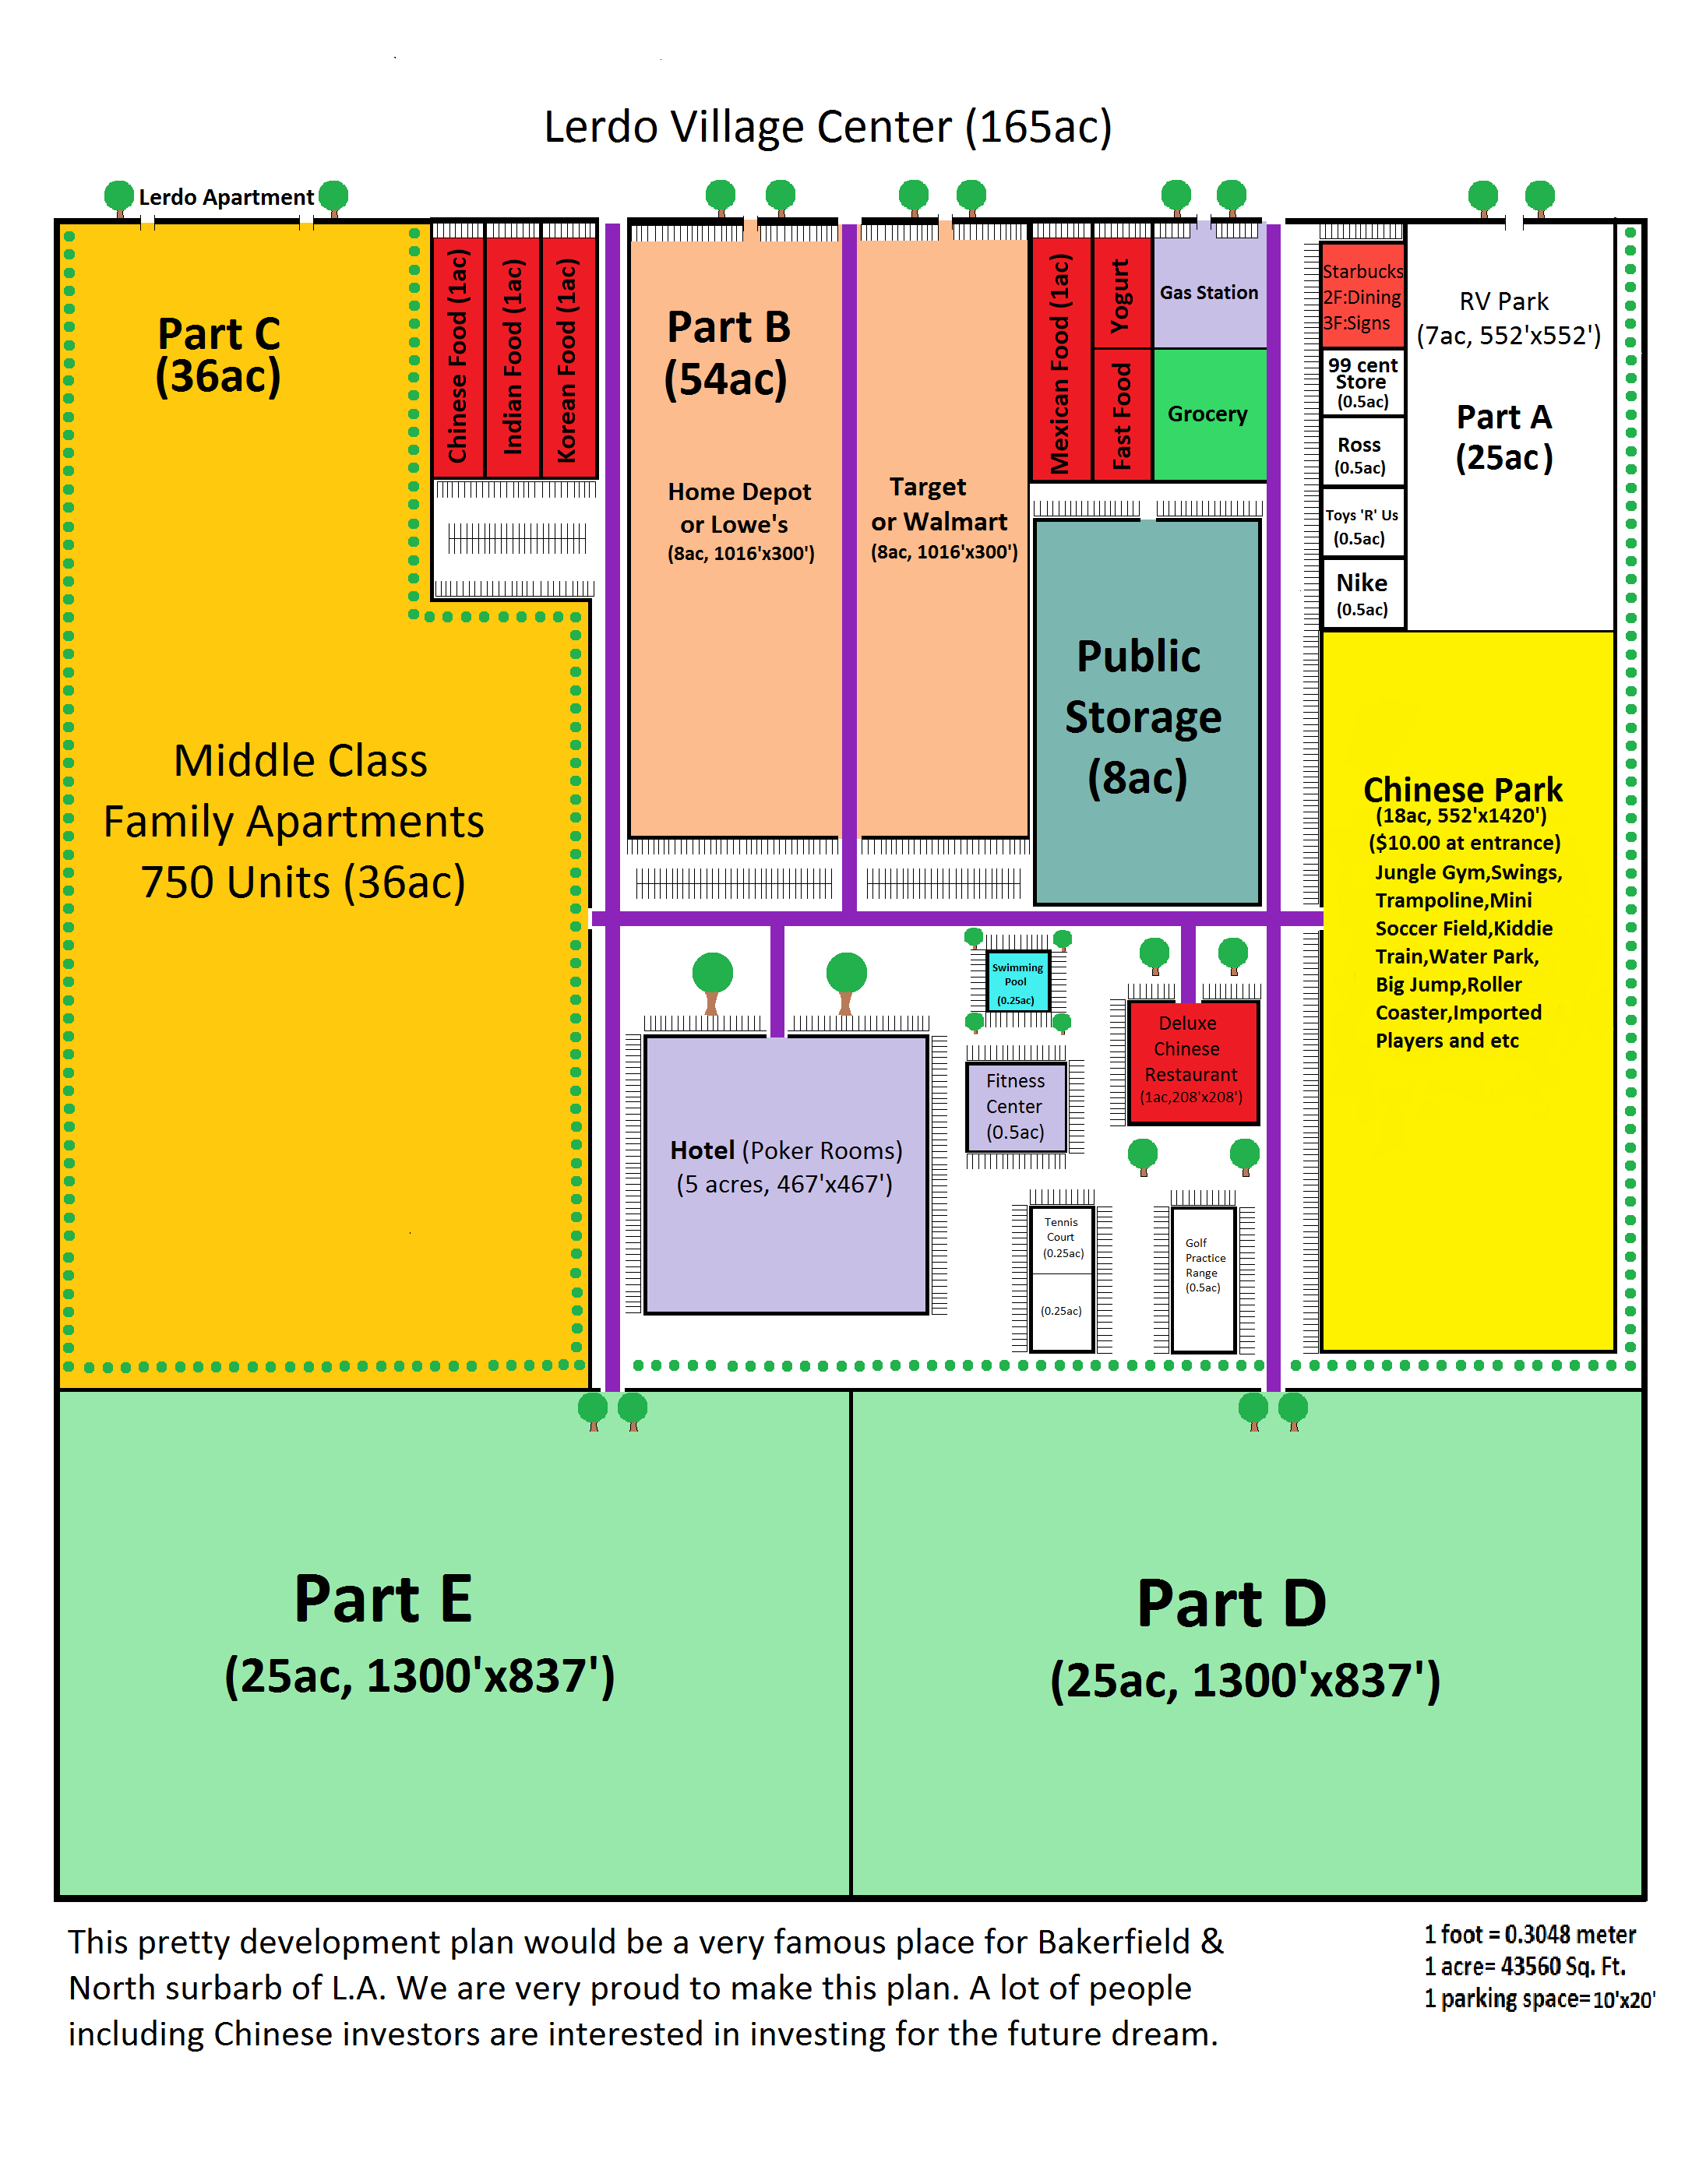 Lerdo Village Center (165ac)
Lerdo Apartment
Part C
(36ac)
Middle Class
Family Apartments
750 Units (36ac)
Chinese Food (1ac)
Indian Food (1ac)
Korean Food (1ac)
Part B
(54ac)
Home Depot
or Lowe's
(8ac, 1016'x300')
Target
or Walmart
(8ac, 1016'x300')
Mexican Food (1ac)
Yogurt
Fast Food
Gas Station
Grocery
Public
Storage
(8ac)
Starbucks
2F:Dining
3F:Signs
99 cent
Store
(0.5ac)
Ross
(0.5ac)
Toys 'R' Us
(0.5ac)
Nike
(0.5ac)
RV Park
(7ac, 552'x552')
Part A
(25ac)
Chinese Park
(18ac, 552'x1420')
($10.00 at entrance)
Jungle Gym,Swings,
Trampoline,Mini
Soccer Field,Kiddie
Train,Water Park,
Big Jump,Roller
Coaster,Imported
Players and etc
Hotel (Poker Rooms)
(5 acres, 467'x467')
Swimming
Pool
(0.25ac)
Fitness
Center
(0.5ac)
Deluxe
Chinese
Restaurant
(1ac,208'x208')
Tennis
Court
(0.25ac)
(0.25ac)
Golf
Practice
Range
(0.5ac)
Part E
(25ac, 1300'x837')
Part D
(25ac, 1300'x837')
This pretty development plan would be a very famous place for Bakerfield &
North surbarb of L.A. We are very proud to make this plan. A lot of people
including Chinese investors are interested in investing for the future dream.
1 foot = 0.3048 meter
1 acre= 43560 Sq. Ft.
1 parking space= 10'x20'